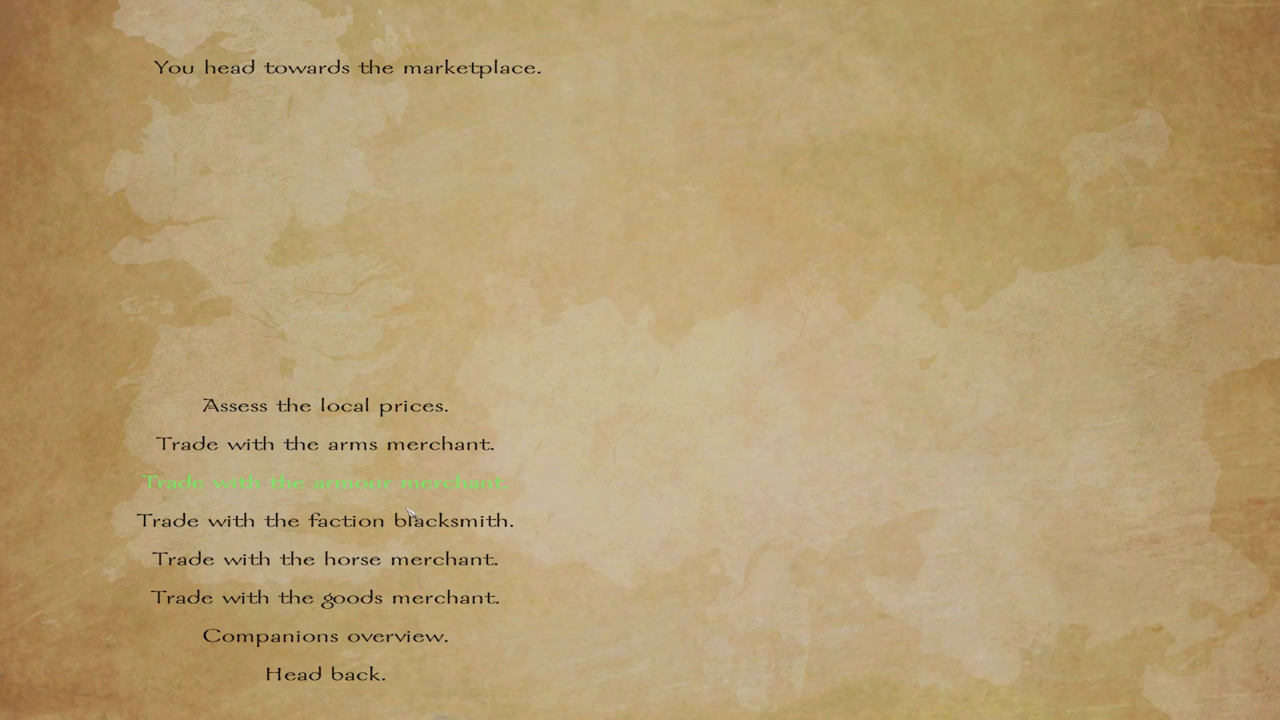 You head towards the marketplace.
Assess the local prices.
Trade with the arms merchant.
Trade with the armour merchant.
Trade with the faction blacksmith.
Trade with the horse merchant.
Trade with the goods merchant.
Companions overview.
Head back.